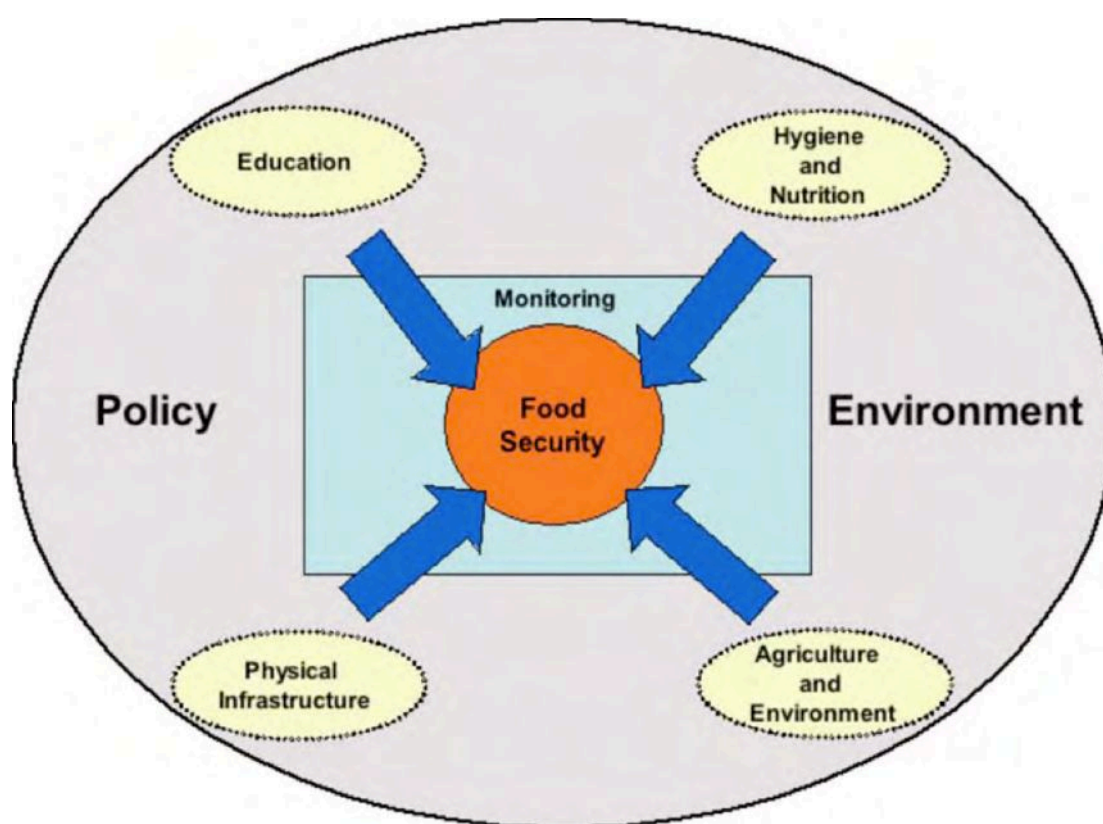 Education
Hygiene
and
Nutrition
Monitoring
Policy
Food
Security
Environment
Physical
Infrastructure
Agriculture
and
Environment